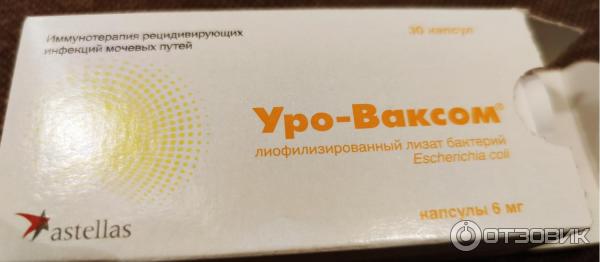 Иммунотерапия рецидивирующих
инфекций мочевых путей
30 капсул
Уро-Ваксом®
лиофилизированный лизат бактерий
Escherichia coli
astellas
капсулы 6 мг
ОТЗОВИК